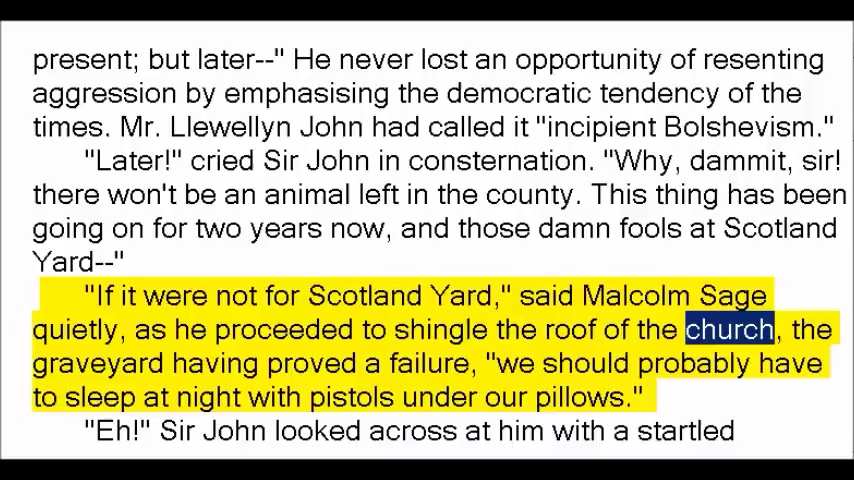 present; but later--" He never lost an opportunity of resenting
aggression by emphasising the democratic tendency of the
times. Mr. Llewellyn John had called it "incipient Bolshevism."
"Later!" cried Sir John in consternation. "Why, dammit, sir!
there won't be an animal left in the county. This thing has been
going on for two years now, and those damn fools at Scotland
Yard--"
"If it were not for Scotland Yard," said Malcolm Sage
quietly, as he proceeded to shingle the roof of the church, the
graveyard having proved a failure, "we should probably have
to sleep at night with pistols under our pillows."
"Eh!" Sir John looked across at him with a startled